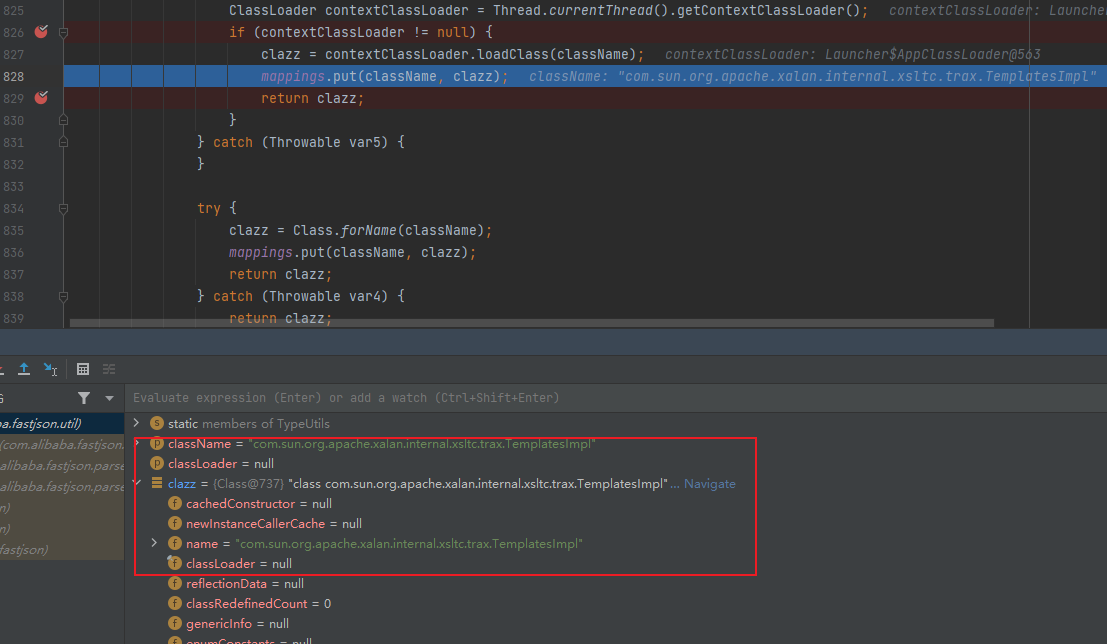 825 ClassLoader contextClassLoader = Thread.currentThread().getContextClassLoader(); contextClassLoader: Launcher
826 if (contextClassLoader != null) {
827 clazz = contextClassLoader.loadClass(className); contextClassLoader: Launcher$AppClassLoader@563
828 mappings.put(className, clazz); className: "com.sun.org.apache.xalan.internal.xsltc.trax.TemplatesImpl"
829 return clazz;
830 }
831 } catch (Throwable var5) {
832 }
833
834 try {
835 clazz = Class.forName(className);
836 mappings.put(className, clazz);
837 return clazz;
838 } catch (Throwable var4) {
839 return clazz;
Evaluate expression (Enter) or add a watch (Ctrl+Shift+Enter)
ba.fastjson.util)
(com.alibaba.fastjson.
alibaba.fastjson.parse
alibaba.fastjson.parse
n)
n)
fastjson)
static members of TypeUtils
className = "com.sun.org.apache.xalan.internal.xsltc.trax.TemplatesImpl"
classLoader = null
clazz = {Class@737} "class com.sun.org.apache.xalan.internal.xsltc.trax.TemplatesImpl"... Navigate
cachedConstructor = null
newInstanceCallerCache = null
name = "com.sun.org.apache.xalan.internal.xsltc.trax.TemplatesImpl"
classLoader = null
reflectionData = null
classRedefinedCount = 0
genericInfo = null
enumConstants = null